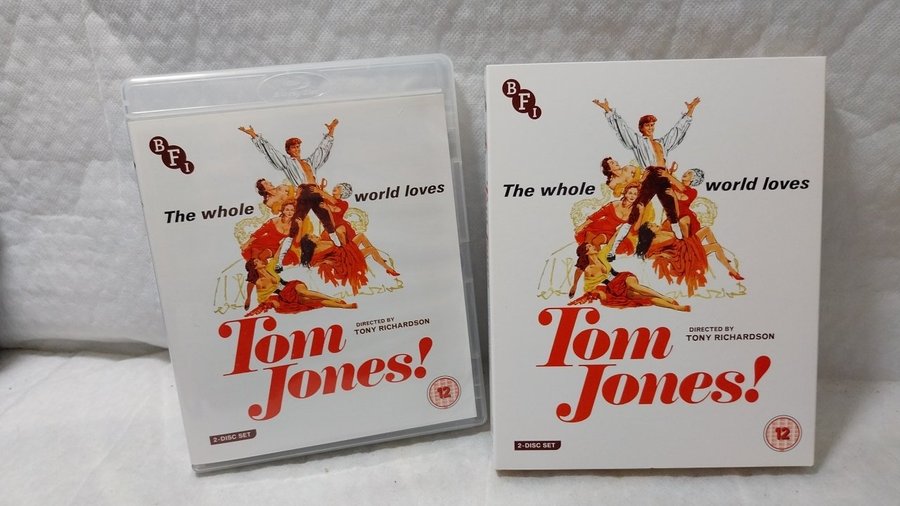 BFI
The whole world loves
Tom
DIRECTED BY
TONY RICHARDSON
Jones!
12
2-DISC SET
BFI
The whole world loves
Tom
DIRECTED BY
TONY RICHARDSON
Jones!
12
2-DISC SET